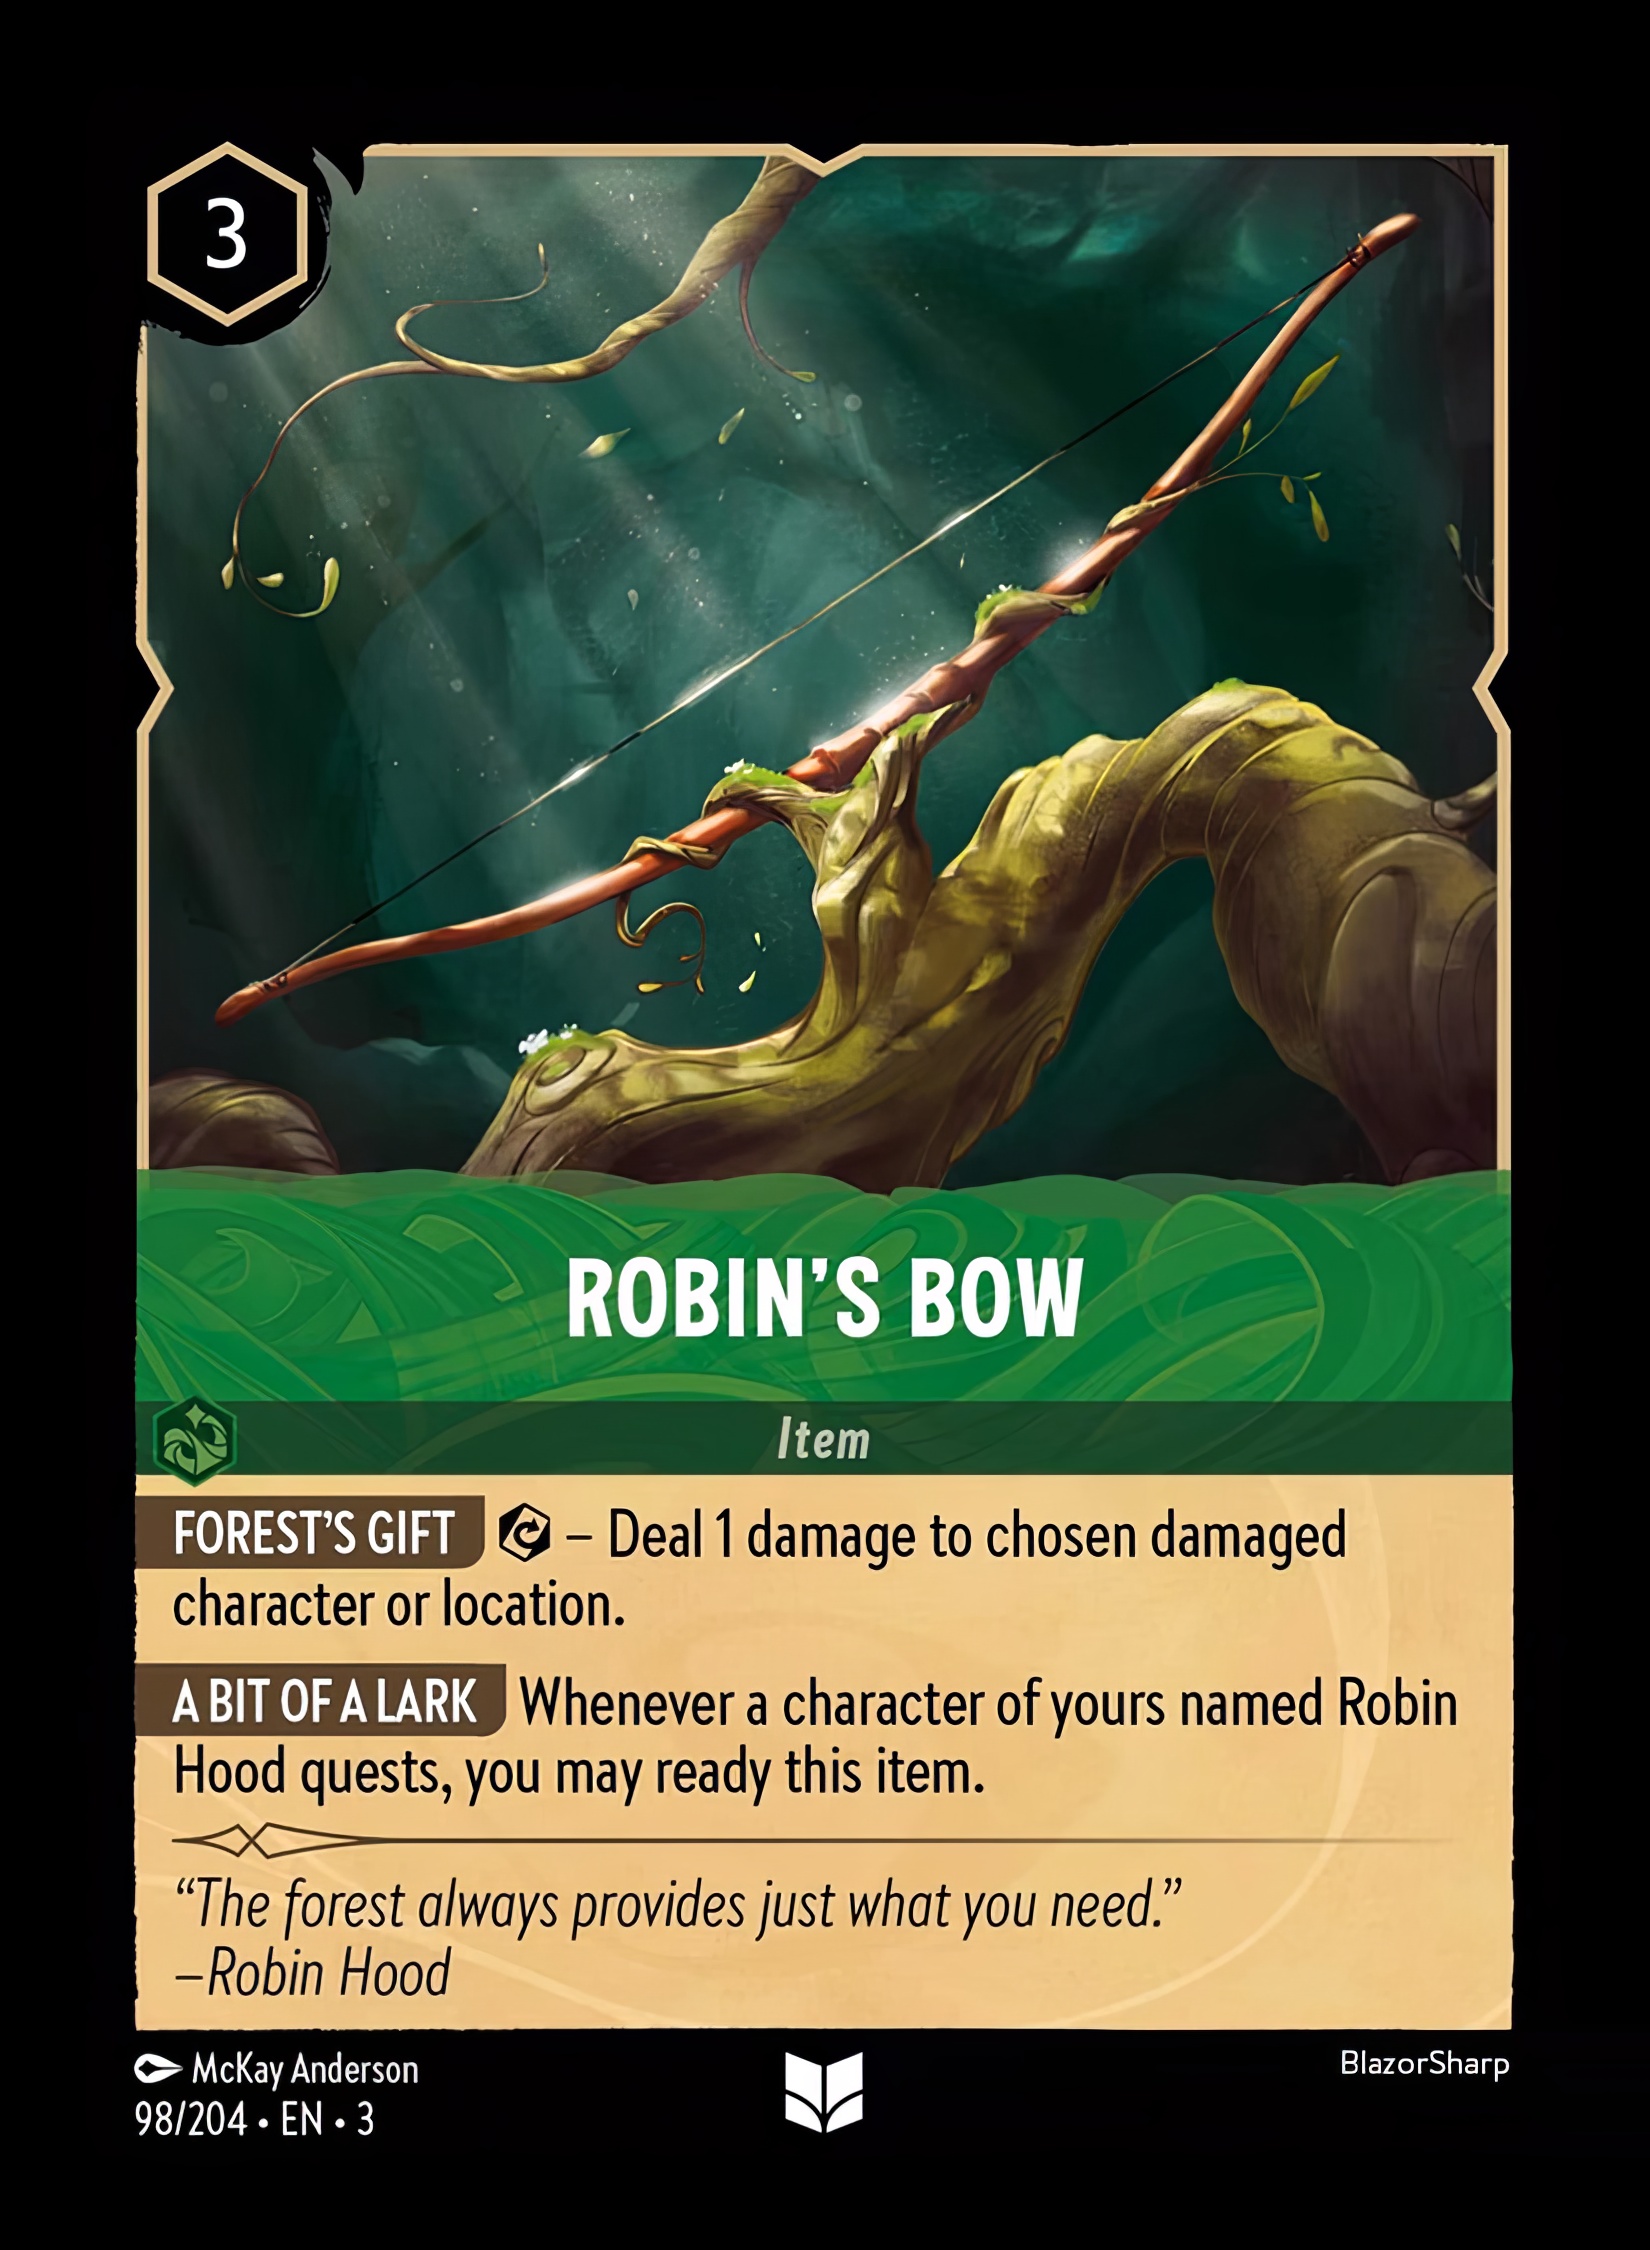 3
ROBIN’S BOW
Item
FOREST’S GIFT – Deal 1 damage to chosen damaged
character or location.
A BIT OF A LARK Whenever a character of yours named Robin
Hood quests, you may ready this item.
“The forest always provides just what you need.”
–Robin Hood
McKay Anderson
BlazorSharp
98/204 • EN • 3